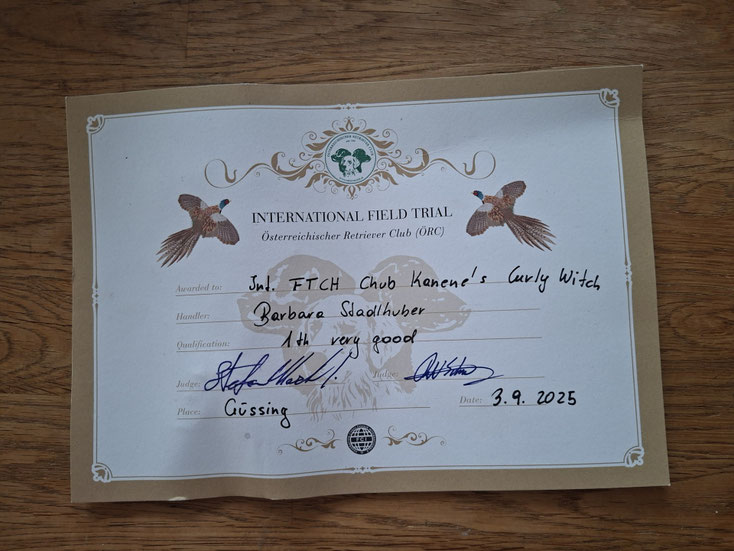 INTERNATIONAL FIELD TRIAL
Österreichischer Retriever Club (ÖRC)
Awarded to: Int. FTCH Chub Kanene's Curly Witch
Handler: Barbara Stadlhuber
Qualification: 1th very good
Judge: Judge:
Place: Güssing Date: 3.9.2025
FCI